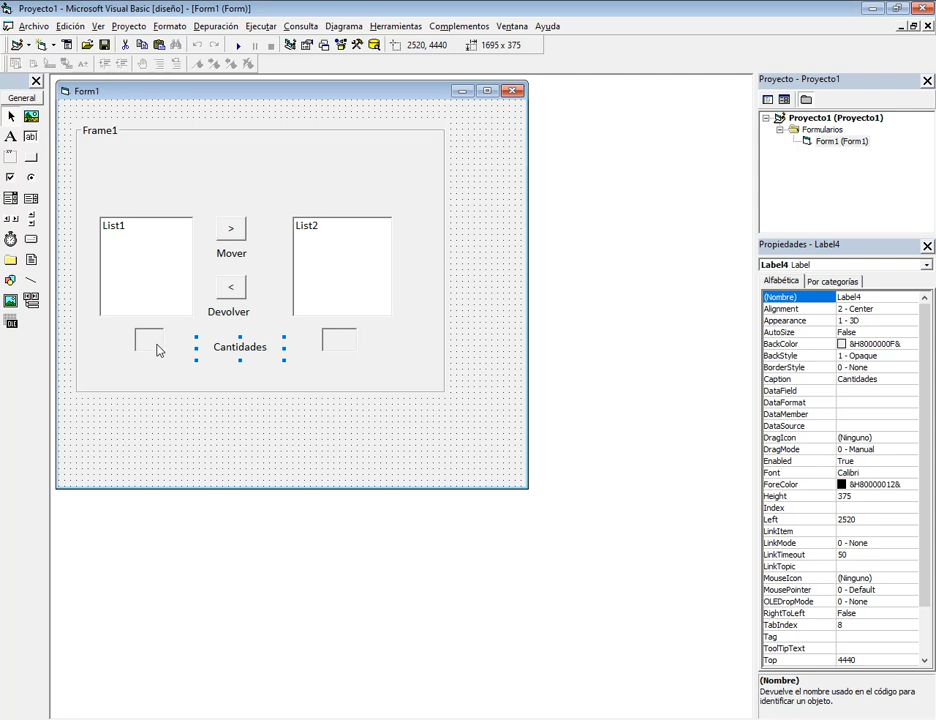 Proyecto1 - Microsoft Visual Basic [diseño] - [Form1 (Form)]
Archivo Edición Ver Proyecto Formato Depuración Ejecutar Consulta Diagrama Herramientas Complementos Ventana Ayuda
2520, 4440 1695 x 375
General
A ab|
Form1
Frame1
List1
>
Mover
<
Devolver
List2
Cantidades
Proyecto - Proyecto1
Proyecto1 (Proyecto1)
Formularios
Form1 (Form1)
Propiedades - Label4
Label4 Label
Alfabética Por categorías
(Nombre) Label4
Alignment 2 - Center
Appearance 1 - 3D
AutoSize False
BackColor &H8000000F&
BackStyle 1 - Opaque
BorderStyle 0 - None
Caption Cantidades
DataField
DataFormat
DataMember
DataSource
DragIcon (Ninguno)
DragMode 0 - Manual
Enabled True
Font Calibri
ForeColor &H80000012&
Height 375
Index
Left 2520
LinkItem
LinkMode 0 - None
LinkTimeout 50
LinkTopic
MouseIcon (Ninguno)
MousePointer 0 - Default
OLEDropMode 0 - None
RightToLeft False
TabIndex 8
Tag
ToolTipText
Top 4440
(Nombre)
Devuelve el nombre usado en el código para
identificar un objeto.